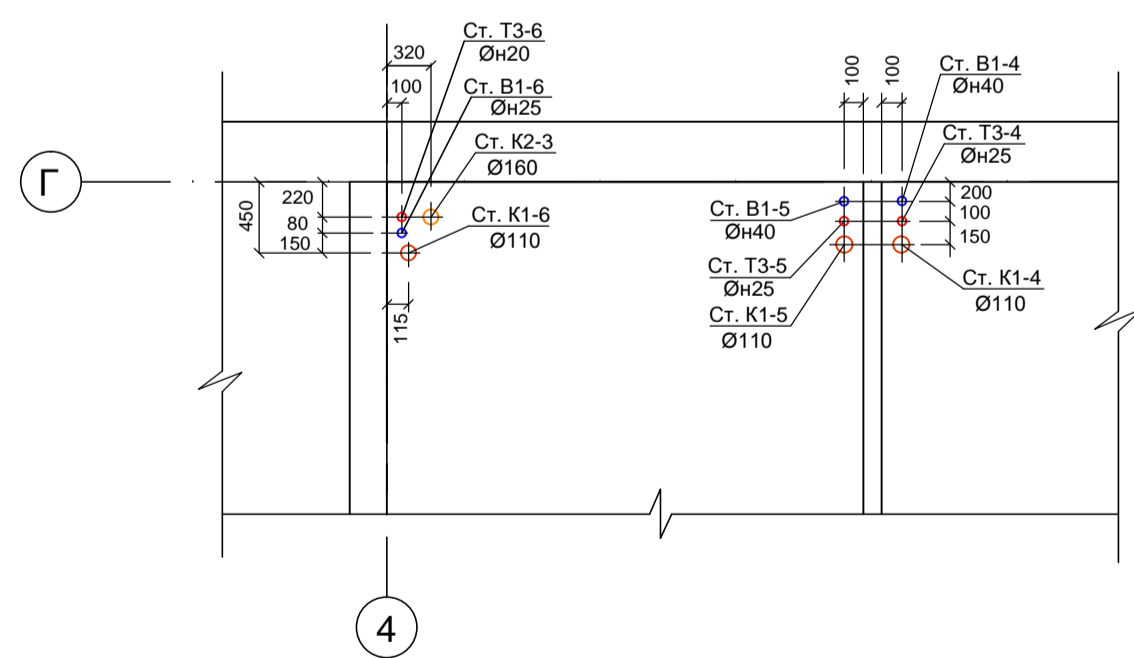 Ст. Т3-6
Øн20
320
100
Ст. В1-6
Øн25
Ст. К2-3
Ø160
Ст. К1-6
Ø110
Г
450
220
80
150
115
4
100
100
Ст. В1-4
Øн40
Ст. Т3-4
Øн25
200
100
150
Ст. В1-5
Øн40
Ст. Т3-5
Øн25
Ст. К1-5
Ø110
Ст. К1-4
Ø110